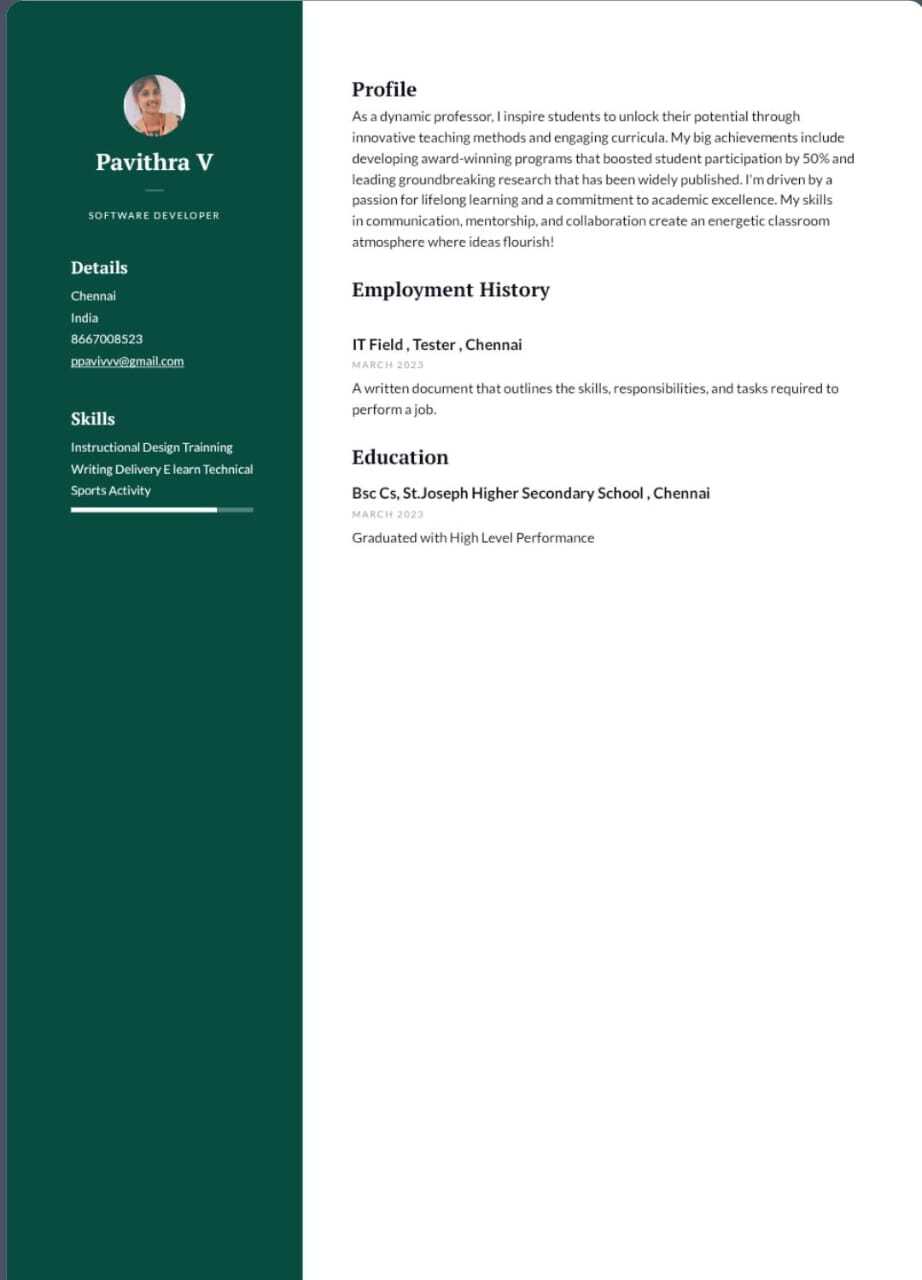 Pavithra V
SOFTWARE DEVELOPER
Details
Chennai
India
8667008523
ppavivvv@gmail.com
Skills
Instructional Design Trainning
Writing Delivery E learn Technical
Sports Activity
Profile
As a dynamic professor, I inspire students to unlock their potential through
innovative teaching methods and engaging curricula. My big achievements include
developing award-winning programs that boosted student participation by 50% and
leading groundbreaking research that has been widely published. I'm driven by a
passion for lifelong learning and a commitment to academic excellence. My skills
in communication, mentorship, and collaboration create an energetic classroom
atmosphere where ideas flourish!
Employment History
IT Field , Tester , Chennai
MARCH 2023
A written document that outlines the skills, responsibilities, and tasks required to
perform a job.
Education
Bsc Cs, St.Joseph Higher Secondary School , Chennai
MARCH 2023
Graduated with High Level Performance